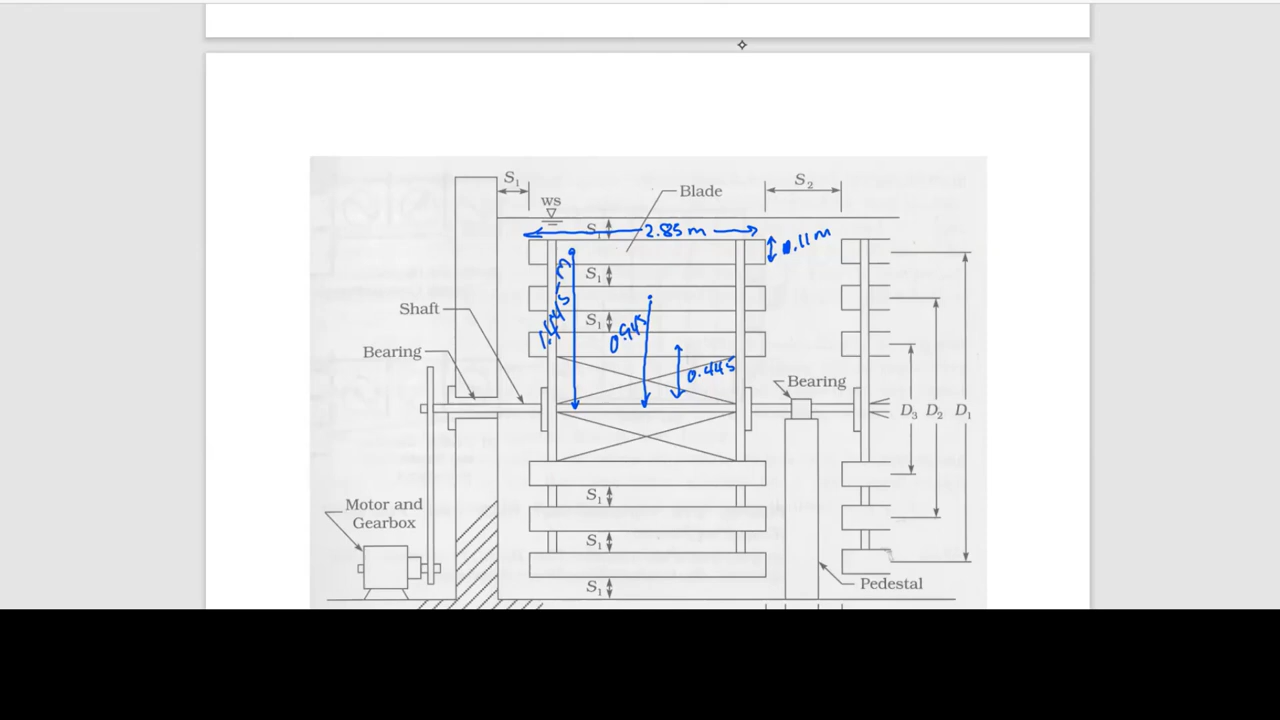 S₁
S₂
Blade
ws
S₁
2.85 m
0.11 m
S₁
Shaft
1.445 m
S₁
0.945
Bearing
0.445
Bearing
D₃ D₂ D₁
S₁
Motor and
Gearbox
S₁
S₁
Pedestal